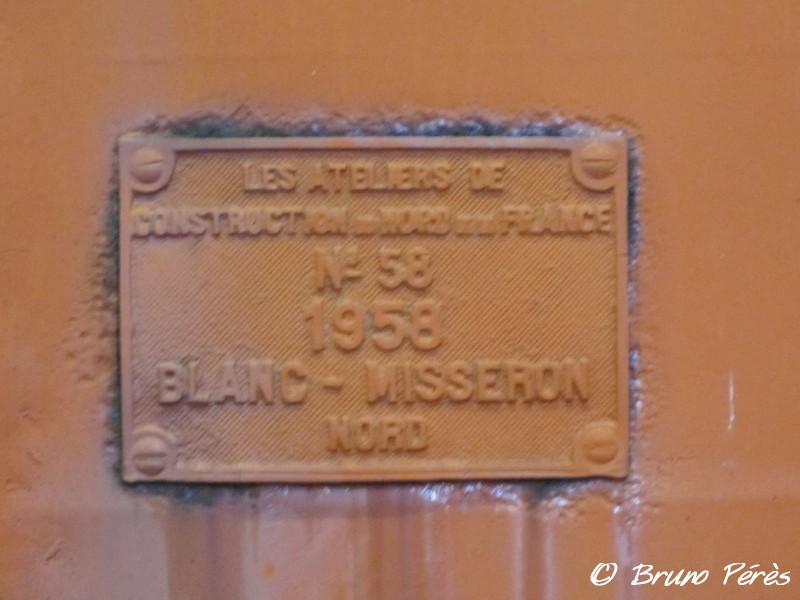 LES ATELIERS DE
CONSTRUCTION DU NORD DE LA FRANCE
Nº 58
1958
BLANC - MISSERON
NORD
© Bruno Pérès